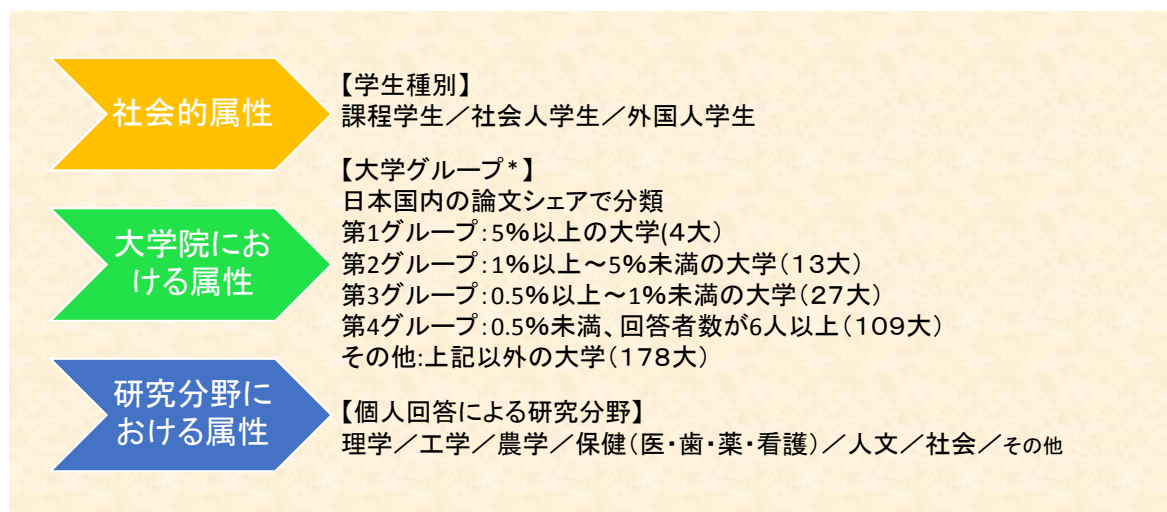 社会的属性
【学生種別】
課程学生／社会人学生／外国人学生
大学院にお
ける属性
【大学グループ*】
日本国内の論文シェアで分類
第1グループ:5%以上の大学(4大)
第2グループ:1%以上～5%未満の大学(13大)
第3グループ:0.5%以上～1%未満の大学(27大)
第4グループ:0.5%未満、回答者数が6人以上(109大)
その他:上記以外の大学(178大)
研究分野に
おける属性
【個人回答による研究分野】
理学／工学／農学／保健(医・歯・薬・看護)／人文／社会／その他